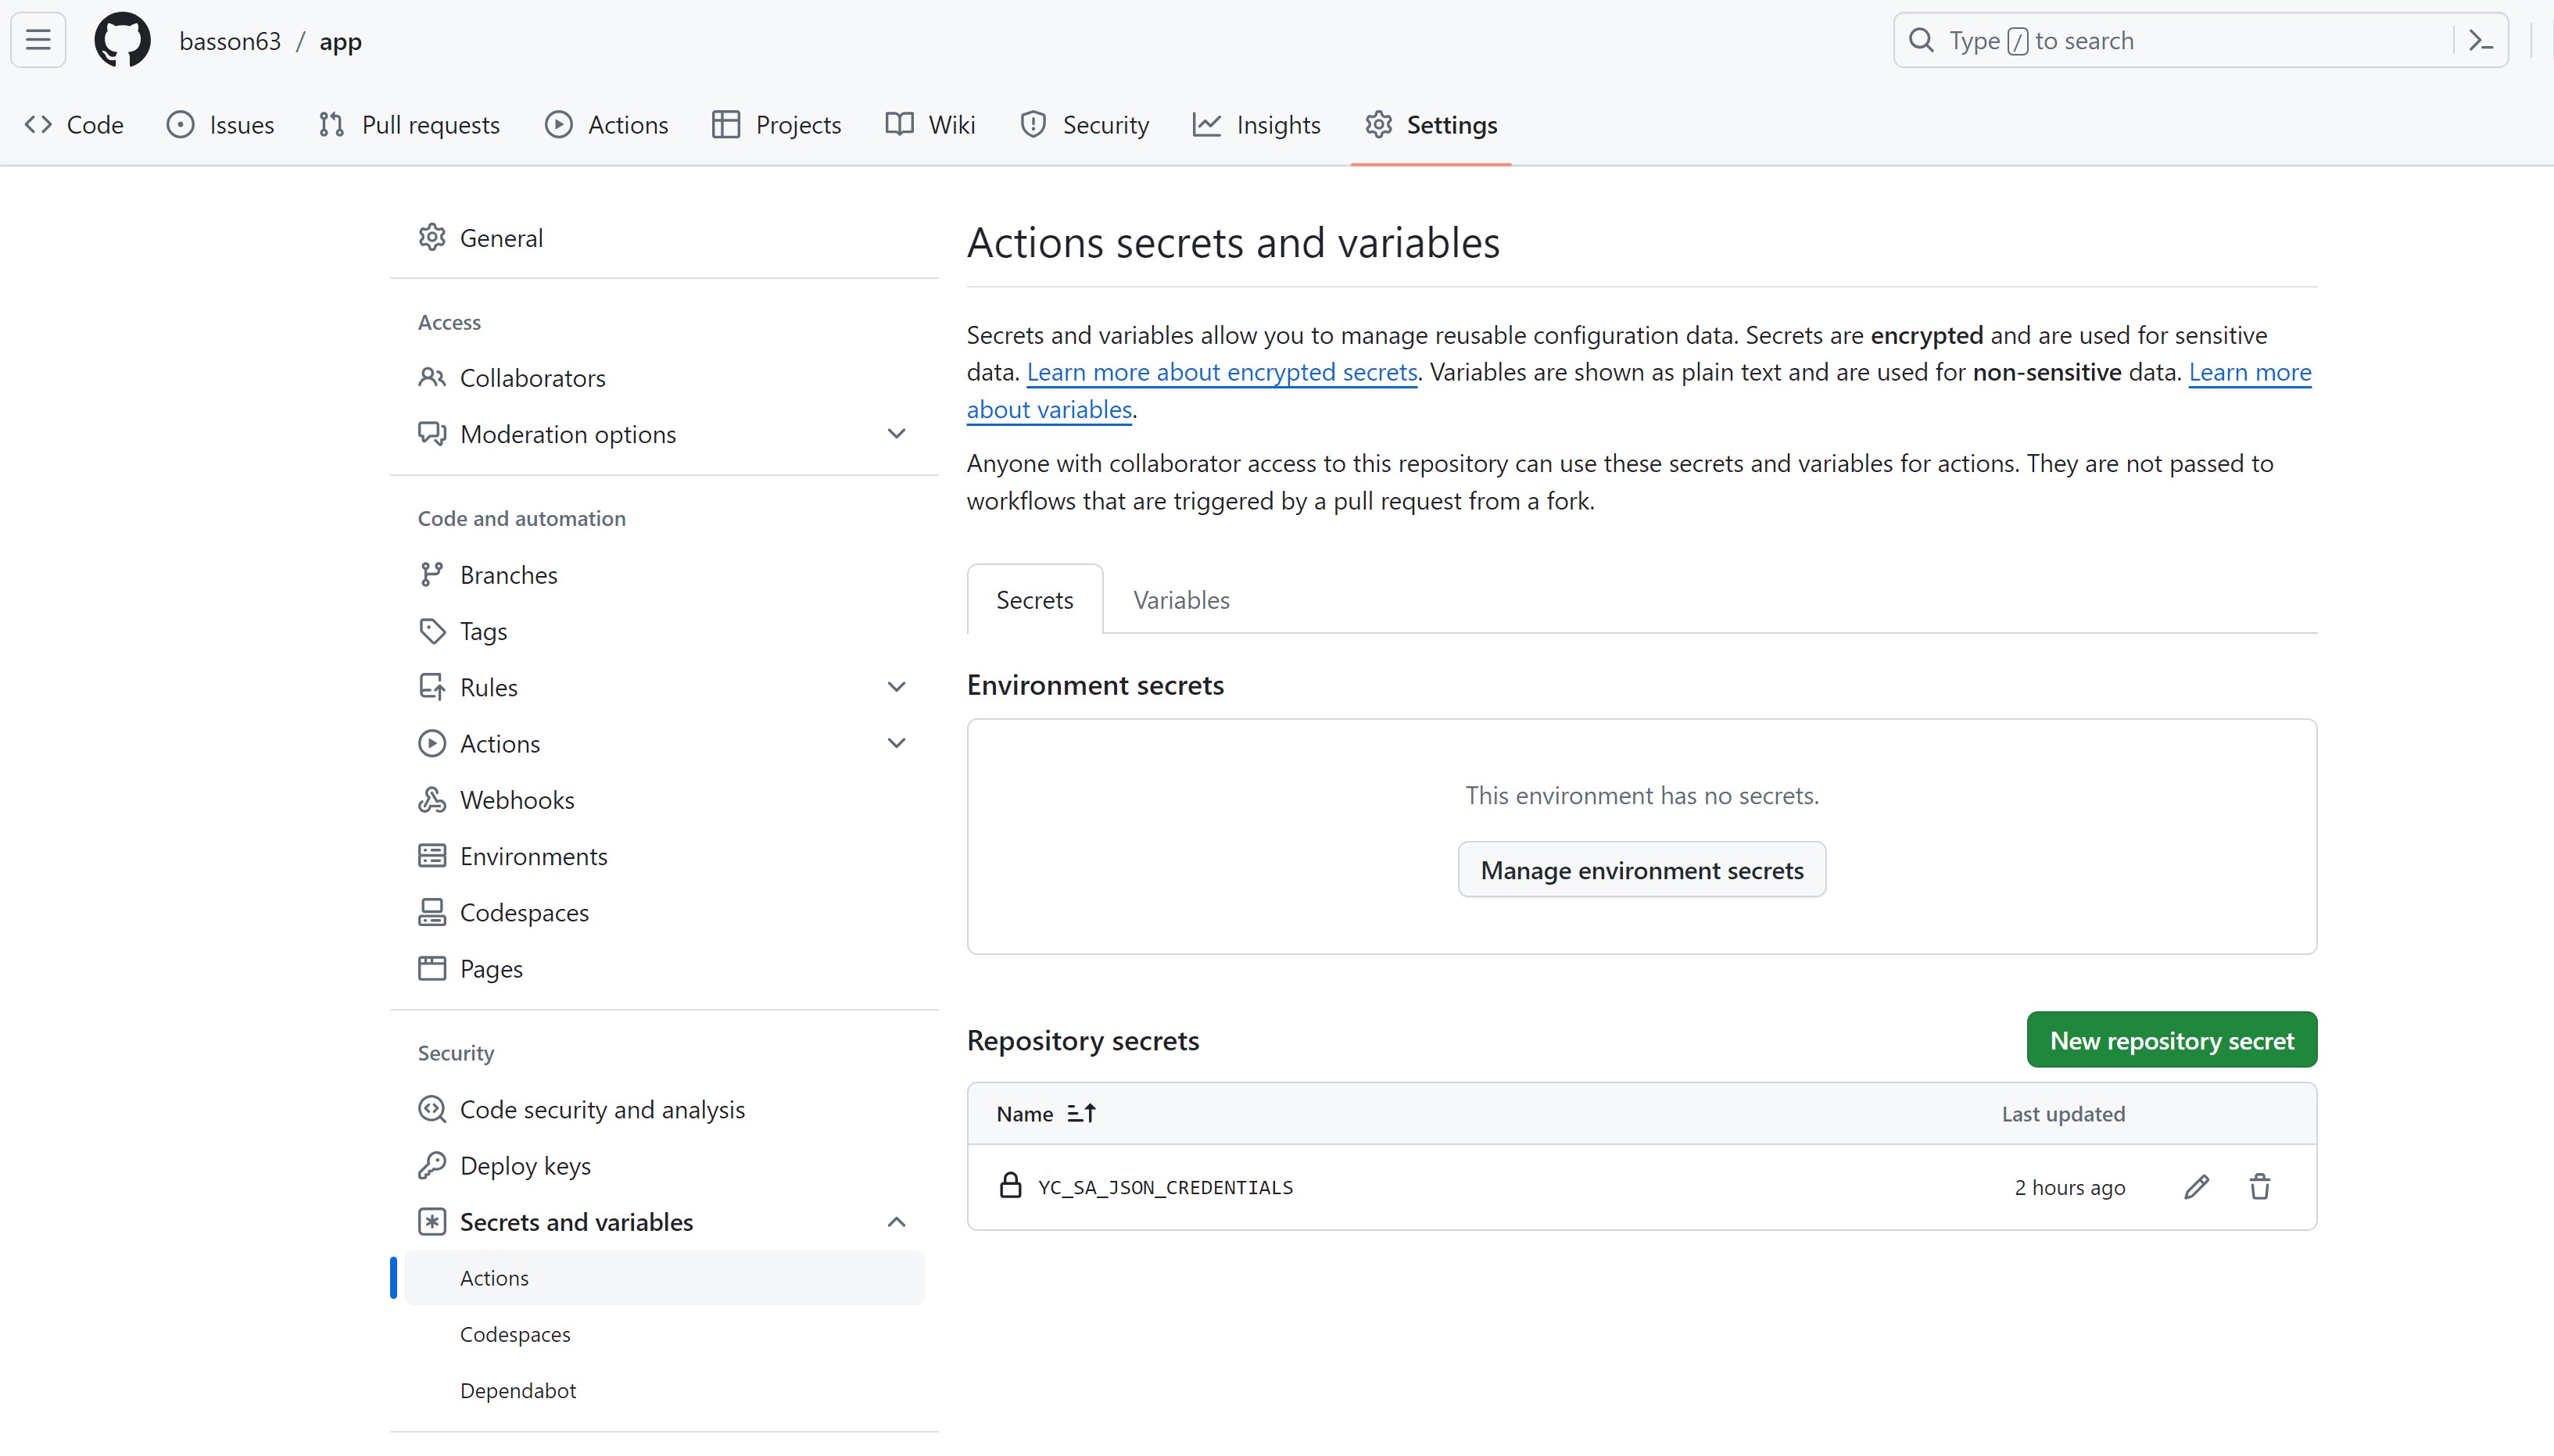 basson63 / app
Type / to search
Code
Issues
Pull requests
Actions
Projects
Wiki
Security
Insights
Settings
General
Access
Collaborators
Moderation options
Code and automation
Branches
Tags
Rules
Actions
Webhooks
Environments
Codespaces
Pages
Security
Code security and analysis
Deploy keys
Secrets and variables
Actions
Codespaces
Dependabot
Actions secrets and variables
Secrets and variables allow you to manage reusable configuration data. Secrets are encrypted and are used for sensitive
data. Learn more about encrypted secrets. Variables are shown as plain text and are used for non-sensitive data. Learn more
about variables.
Anyone with collaborator access to this repository can use these secrets and variables for actions. They are not passed to
workflows that are triggered by a pull request from a fork.
Secrets
Variables
Environment secrets
This environment has no secrets.
Manage environment secrets
Repository secrets
New repository secret
Name
Last updated
YC_SA_JSON_CREDENTIALS
2 hours ago